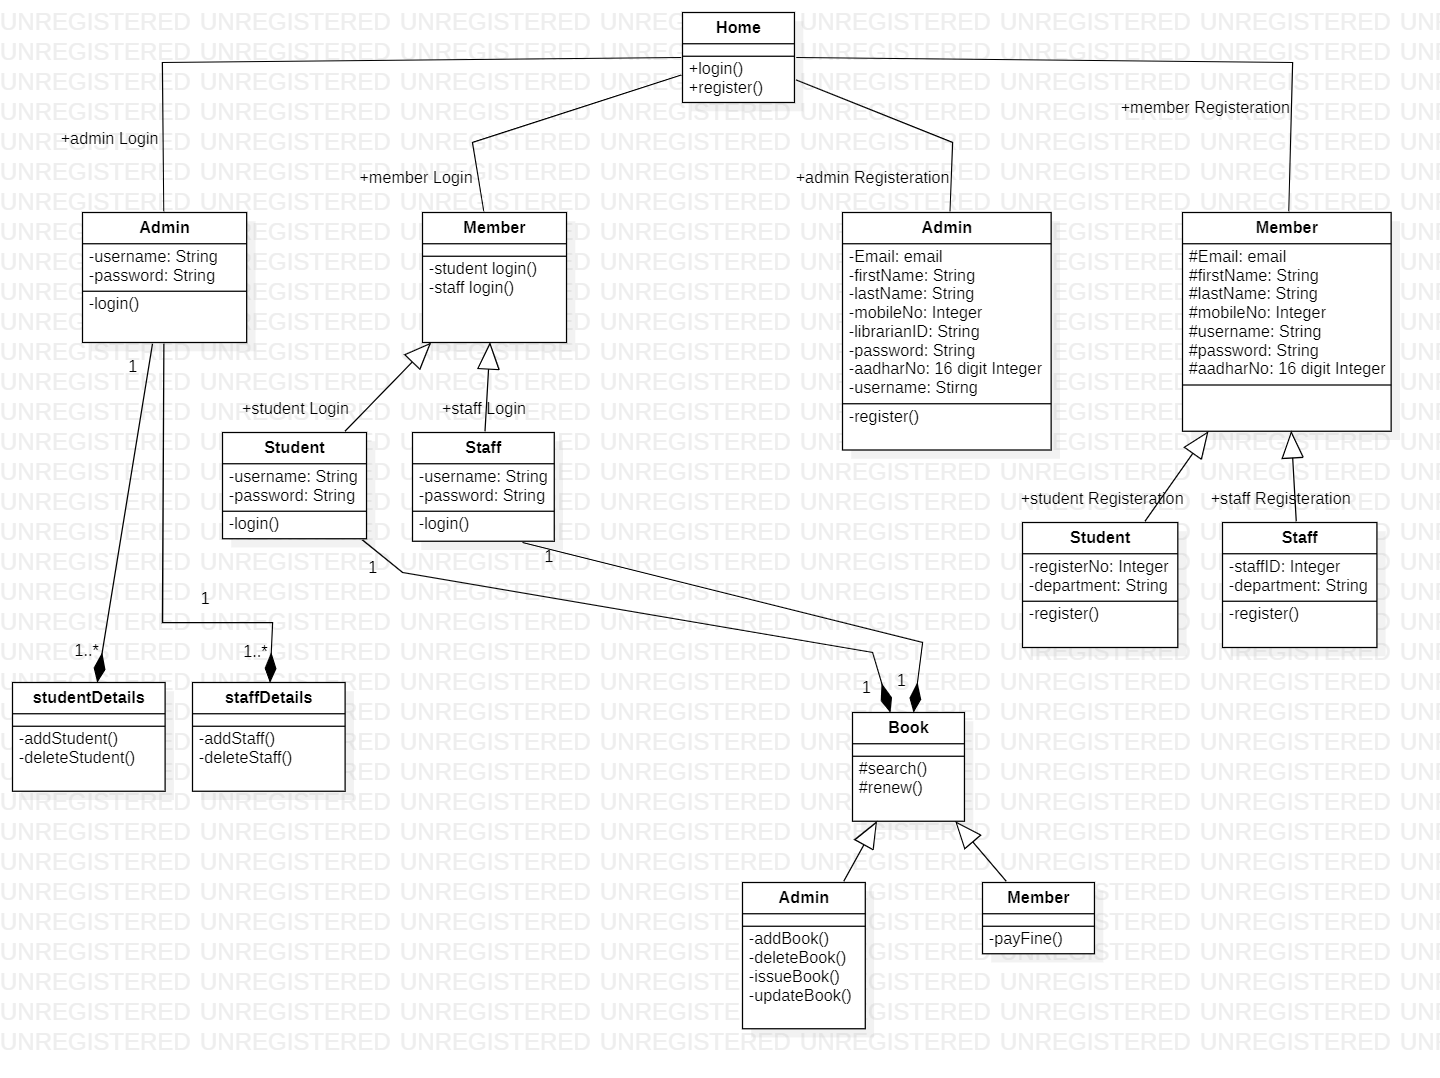 UNREGISTERED
Home
+login()
+register()
+admin Login
+member Login
+admin Registeration
+member Registeration
Admin
-username: String
-password: String
-login()
Member
-student login()
-staff login()
Admin
-Email: email
-firstName: String
-lastName: String
-mobileNo: Integer
-librarianID: String
-password: String
-aadharNo: 16 digit Integer
-username: Stirng
-register()
Member
#Email: email
#firstName: String
#lastName: String
#mobileNo: Integer
#username: String
#password: String
#aadharNo: 16 digit Integer
1
+student Login
+staff Login
Student
-username: String
-password: String
-login()
Staff
-username: String
-password: String
-login()
+student Registeration
+staff Registeration
Student
-registerNo: Integer
-department: String
-register()
Staff
-staffID: Integer
-department: String
-register()
1
1
1
1..*
1..*
1
1
studentDetails
-addStudent()
-deleteStudent()
staffDetails
-addStaff()
-deleteStaff()
Book
#search()
#renew()
Admin
-addBook()
-deleteBook()
-issueBook()
-updateBook()
Member
-payFine()